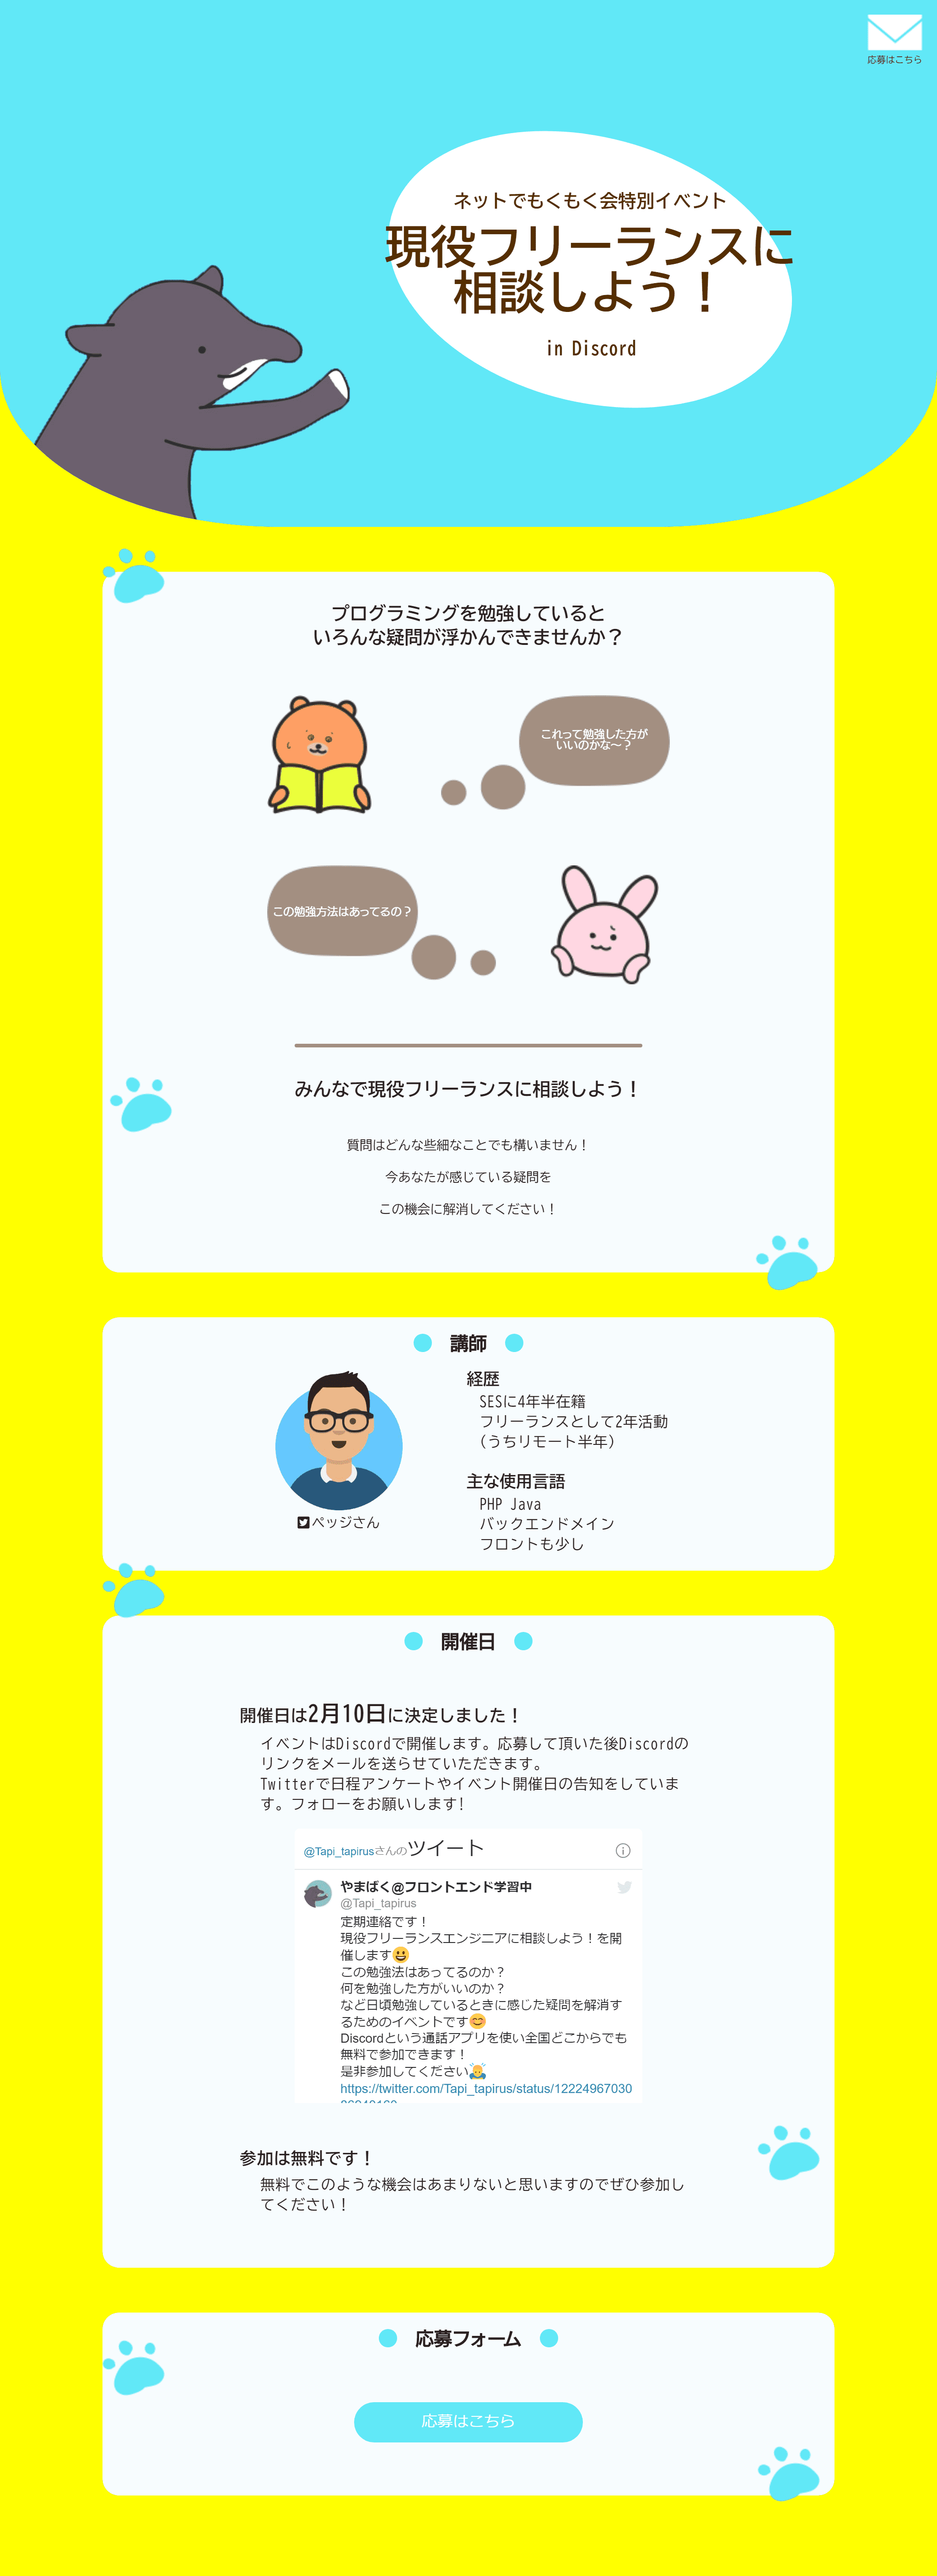 応募はこちら
ネットでもくもく会特別イベント
現役フリーランスに
相談しよう！
in Discord
プログラミングを勉強していると
いろんな疑問が浮かんできませんか？
これって勉強した方が
いいのかな～？
この勉強方法はあってるの？
みんなで現役フリーランスに相談しよう！
質問はどんな些細なことでも構いません！
今あなたが感じている疑問を
この機会に解消してください！
講師
経歴
SESに4年半在籍
フリーランスとして2年活動
(うちリモート半年)
主な使用言語
PHP Java
バックエンドメイン
フロントも少し
ペッジさん
開催日
開催日は2月10日に決定しました！
イベントはDiscordで開催します。応募して頂いた後Discordの
リンクをメールを送らせていただきます。
Twitterで日程アンケートやイベント開催日の告知をしていま
す。フォローをお願いします!
@Tapi_tapirusさんのツイート
やまばく@フロントエンド学習中
@Tapi_tapirus
定期連絡です！
現役フリーランスエンジニアに相談しよう！を開
催します😀
この勉強法はあってるのか？
何を勉強した方がいいのか？
など日頃勉強しているときに感じた疑問を解消す
るためのイベントです😊
Discordという通話アプリを使い全国どこからでも
無料で参加できます！
是非参加してください🙇
https://twitter.com/Tapi_tapirus/status/12224967030
参加は無料です！
無料でこのような機会はあまりないと思いますのでぜひ参加し
てください！
応募フォーム
応募はこちら